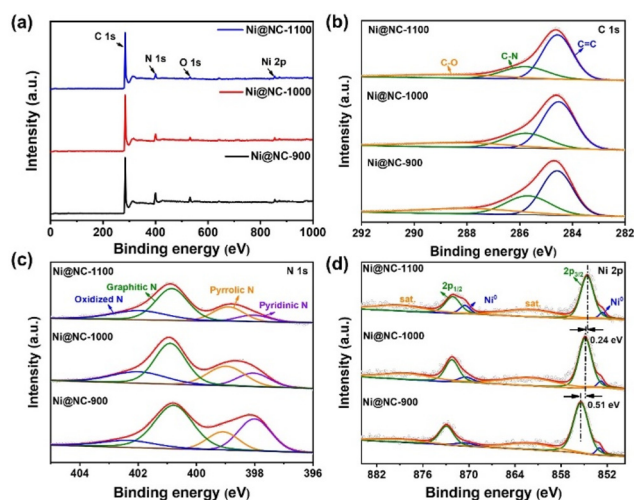 (a)
Ni@NC-1100
C 1s
N 1s
O 1s
Ni 2p
Ni@NC-1000
Ni@NC-900
Intensity (a.u.)
0 200 400 600 800 1000
Binding energy (eV)
(b)
Ni@NC-1100
C 1s
C=C
C-N
C-O
Ni@NC-1000
Ni@NC-900
Intensity (a.u.)
292 290 288 286 284 282
Binding energy (eV)
(c)
Ni@NC-1100
N 1s
Graphitic N
Pyrrolic N
Oxidized N
Pyridinic N
Ni@NC-1000
Ni@NC-900
Intensity (a.u.)
404 402 400 398 396
Binding energy (eV)
(d)
Ni@NC-1100
Ni 2p
2p3/2
2p1/2
sat.
Ni⁰
sat.
Ni⁰
Ni@NC-1000
0.24 eV
Ni@NC-900
0.51 eV
Intensity (a.u.)
884 876 870 862 854 852
Binding energy (eV)